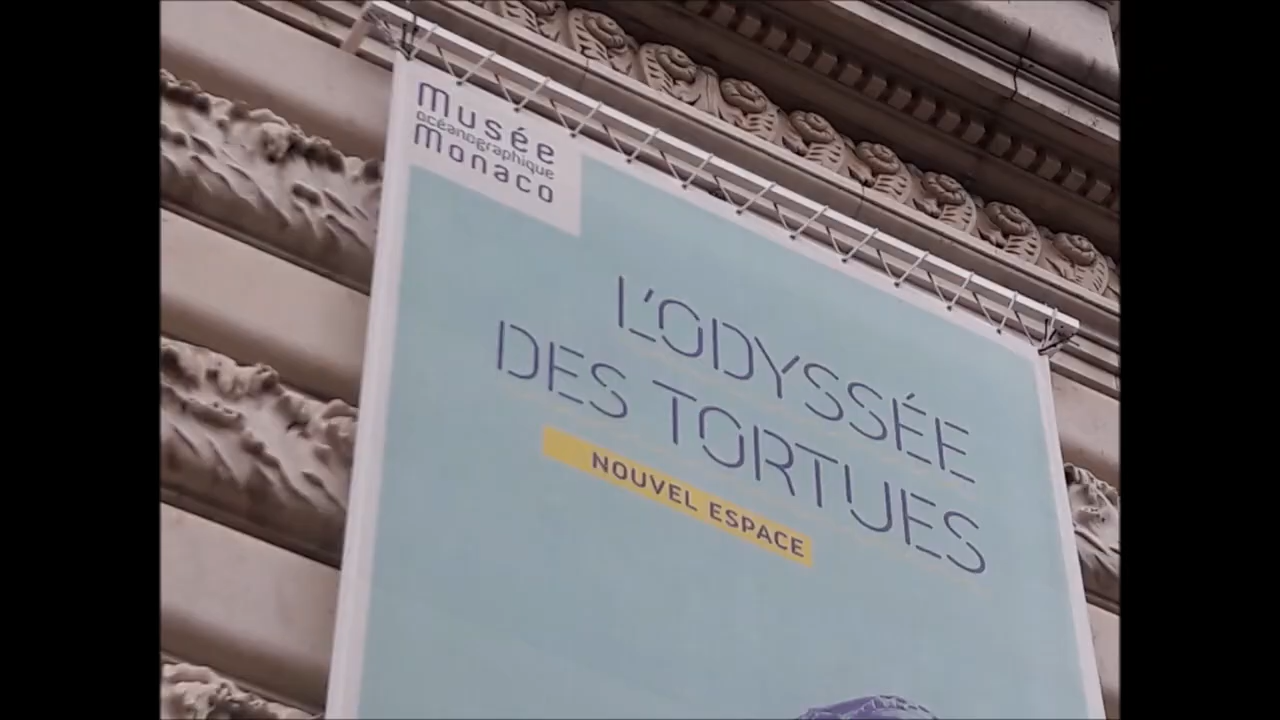 musée
océanographique
monaco
L'ODYSSÉE
DES TORTUES
NOUVEL ESPACE